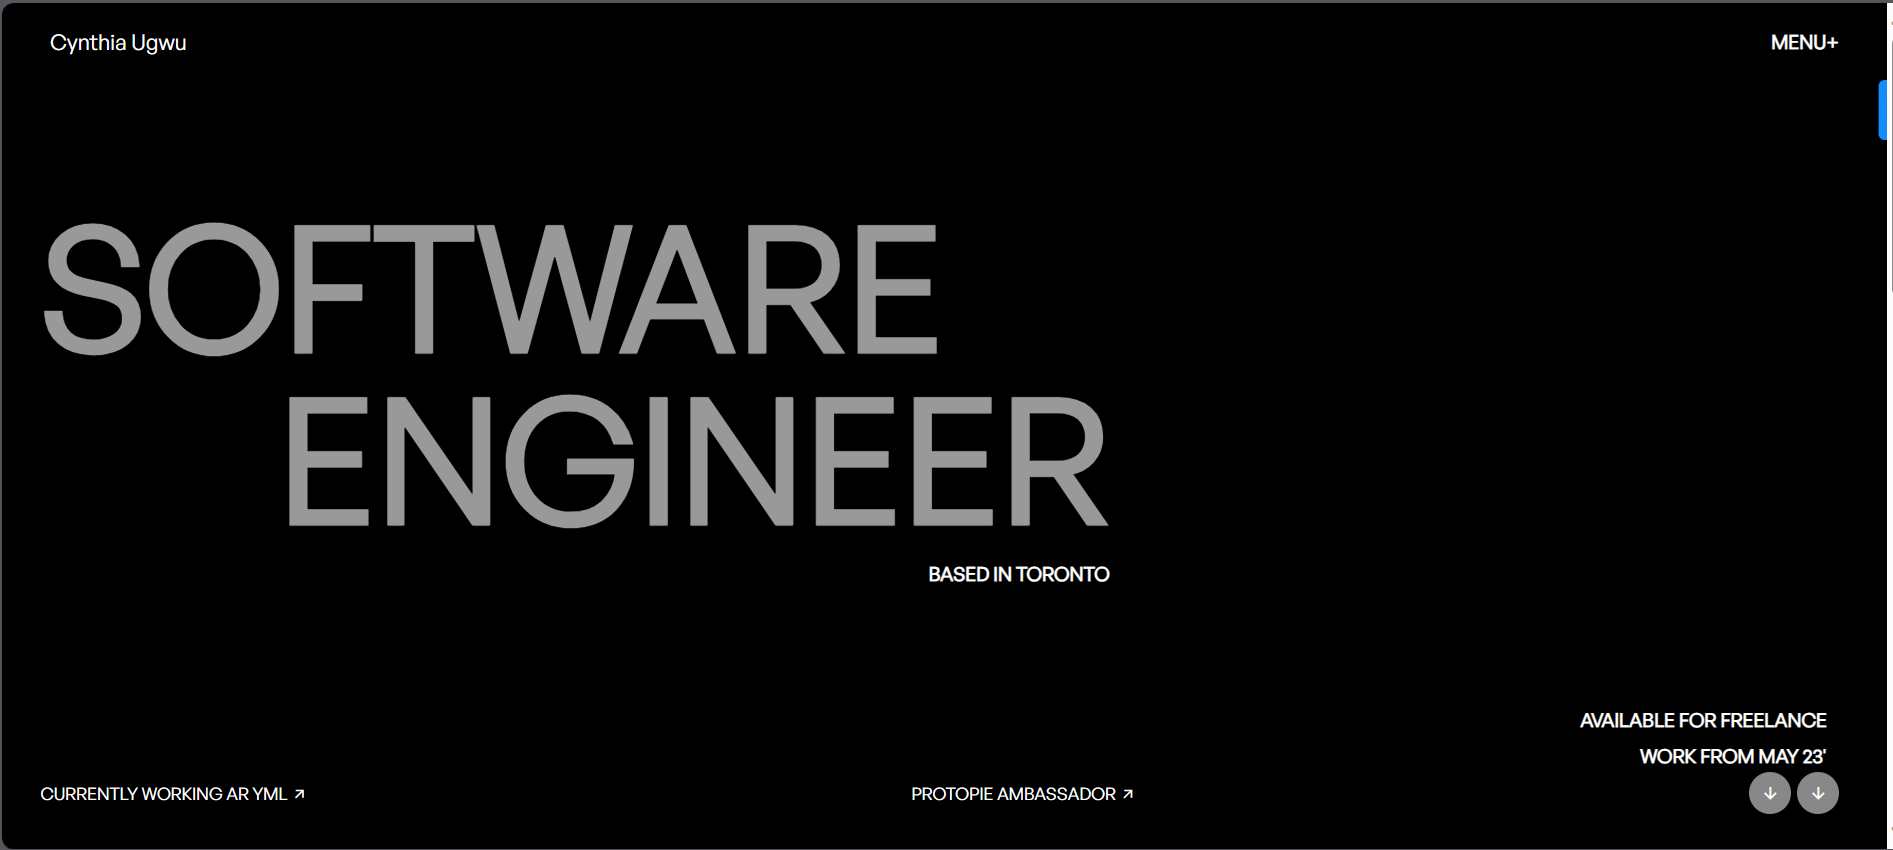 Cynthia Ugwu
MENU+
SOFTWARE
ENGINEER
BASED IN TORONTO
AVAILABLE FOR FREELANCE
WORK FROM MAY 23'
CURRENTLY WORKING AR YML ↗
PROTOPIE AMBASSADOR ↗